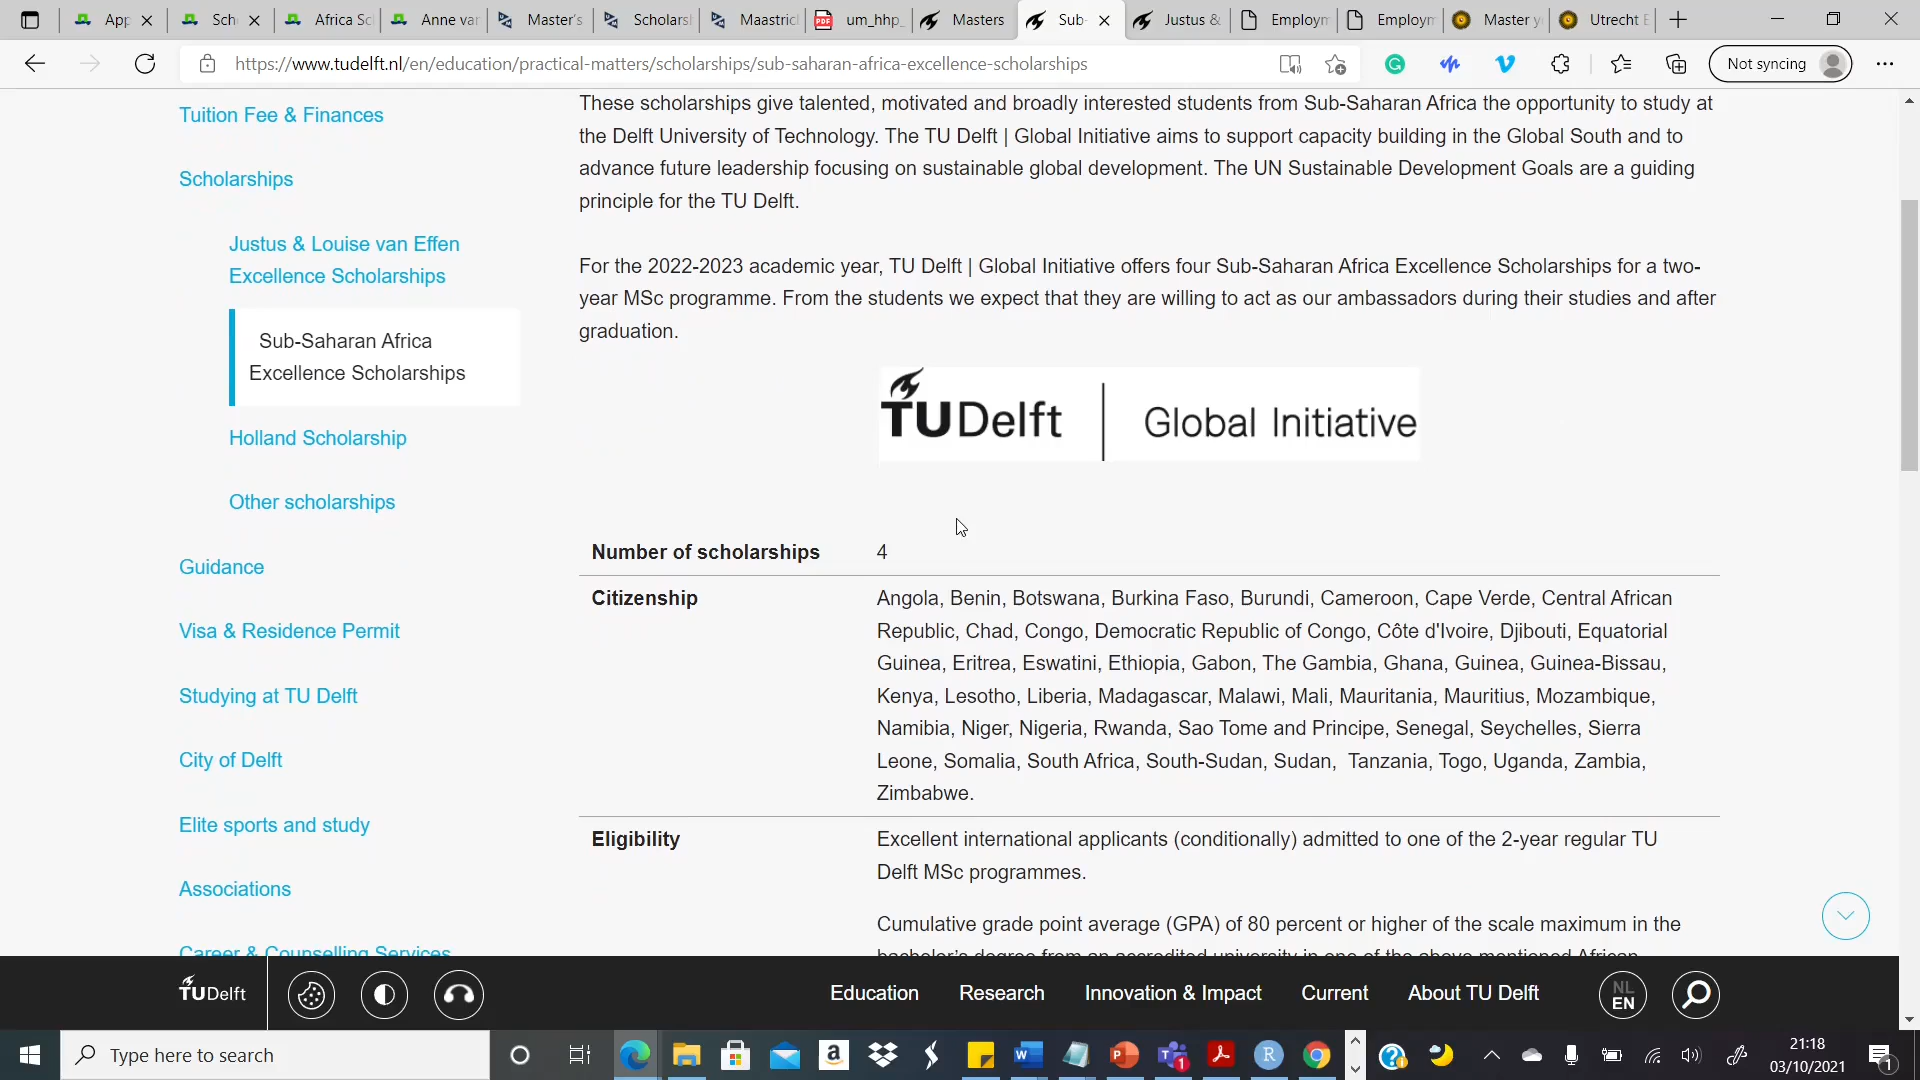 App
Sch
Africa Sc
Anne var
Master's
Scholars
Maastric
um_hhp_
Masters
Sub-
Justus &
Employm
Employm
Master y
Utrecht E
https://www.tudelft.nl/en/education/practical-matters/scholarships/sub-saharan-africa-excellence-scholarships
Not syncing
Tuition Fee & Finances
Scholarships
Justus & Louise van Effen
Excellence Scholarships
Sub-Saharan Africa
Excellence Scholarships
Holland Scholarship
Other scholarships
Guidance
Visa & Residence Permit
Studying at TU Delft
City of Delft
Elite sports and study
Associations
Career & Counselling Services
These scholarships give talented, motivated and broadly interested students from Sub-Saharan Africa the opportunity to study at
the Delft University of Technology. The TU Delft | Global Initiative aims to support capacity building in the Global South and to
advance future leadership focusing on sustainable global development. The UN Sustainable Development Goals are a guiding
principle for the TU Delft.
For the 2022-2023 academic year, TU Delft | Global Initiative offers four Sub-Saharan Africa Excellence Scholarships for a two-
year MSc programme. From the students we expect that they are willing to act as our ambassadors during their studies and after
graduation.
TUDelft | Global Initiative
Number of scholarships 4
Citizenship Angola, Benin, Botswana, Burkina Faso, Burundi, Cameroon, Cape Verde, Central African
Republic, Chad, Congo, Democratic Republic of Congo, Côte d'Ivoire, Djibouti, Equatorial
Guinea, Eritrea, Eswatini, Ethiopia, Gabon, The Gambia, Ghana, Guinea, Guinea-Bissau,
Kenya, Lesotho, Liberia, Madagascar, Malawi, Mali, Mauritania, Mauritius, Mozambique,
Namibia, Niger, Nigeria, Rwanda, Sao Tome and Principe, Senegal, Seychelles, Sierra
Leone, Somalia, South Africa, South-Sudan, Sudan, Tanzania, Togo, Uganda, Zambia,
Zimbabwe.
Eligibility Excellent international applicants (conditionally) admitted to one of the 2-year regular TU
Delft MSc programmes.
Cumulative grade point average (GPA) of 80 percent or higher of the scale maximum in the
bachelor's degree from an accredited university in one of the above mentioned African
TUDelft
Education
Research
Innovation & Impact
Current
About TU Delft
NL
EN
Type here to search
21:18
03/10/2021